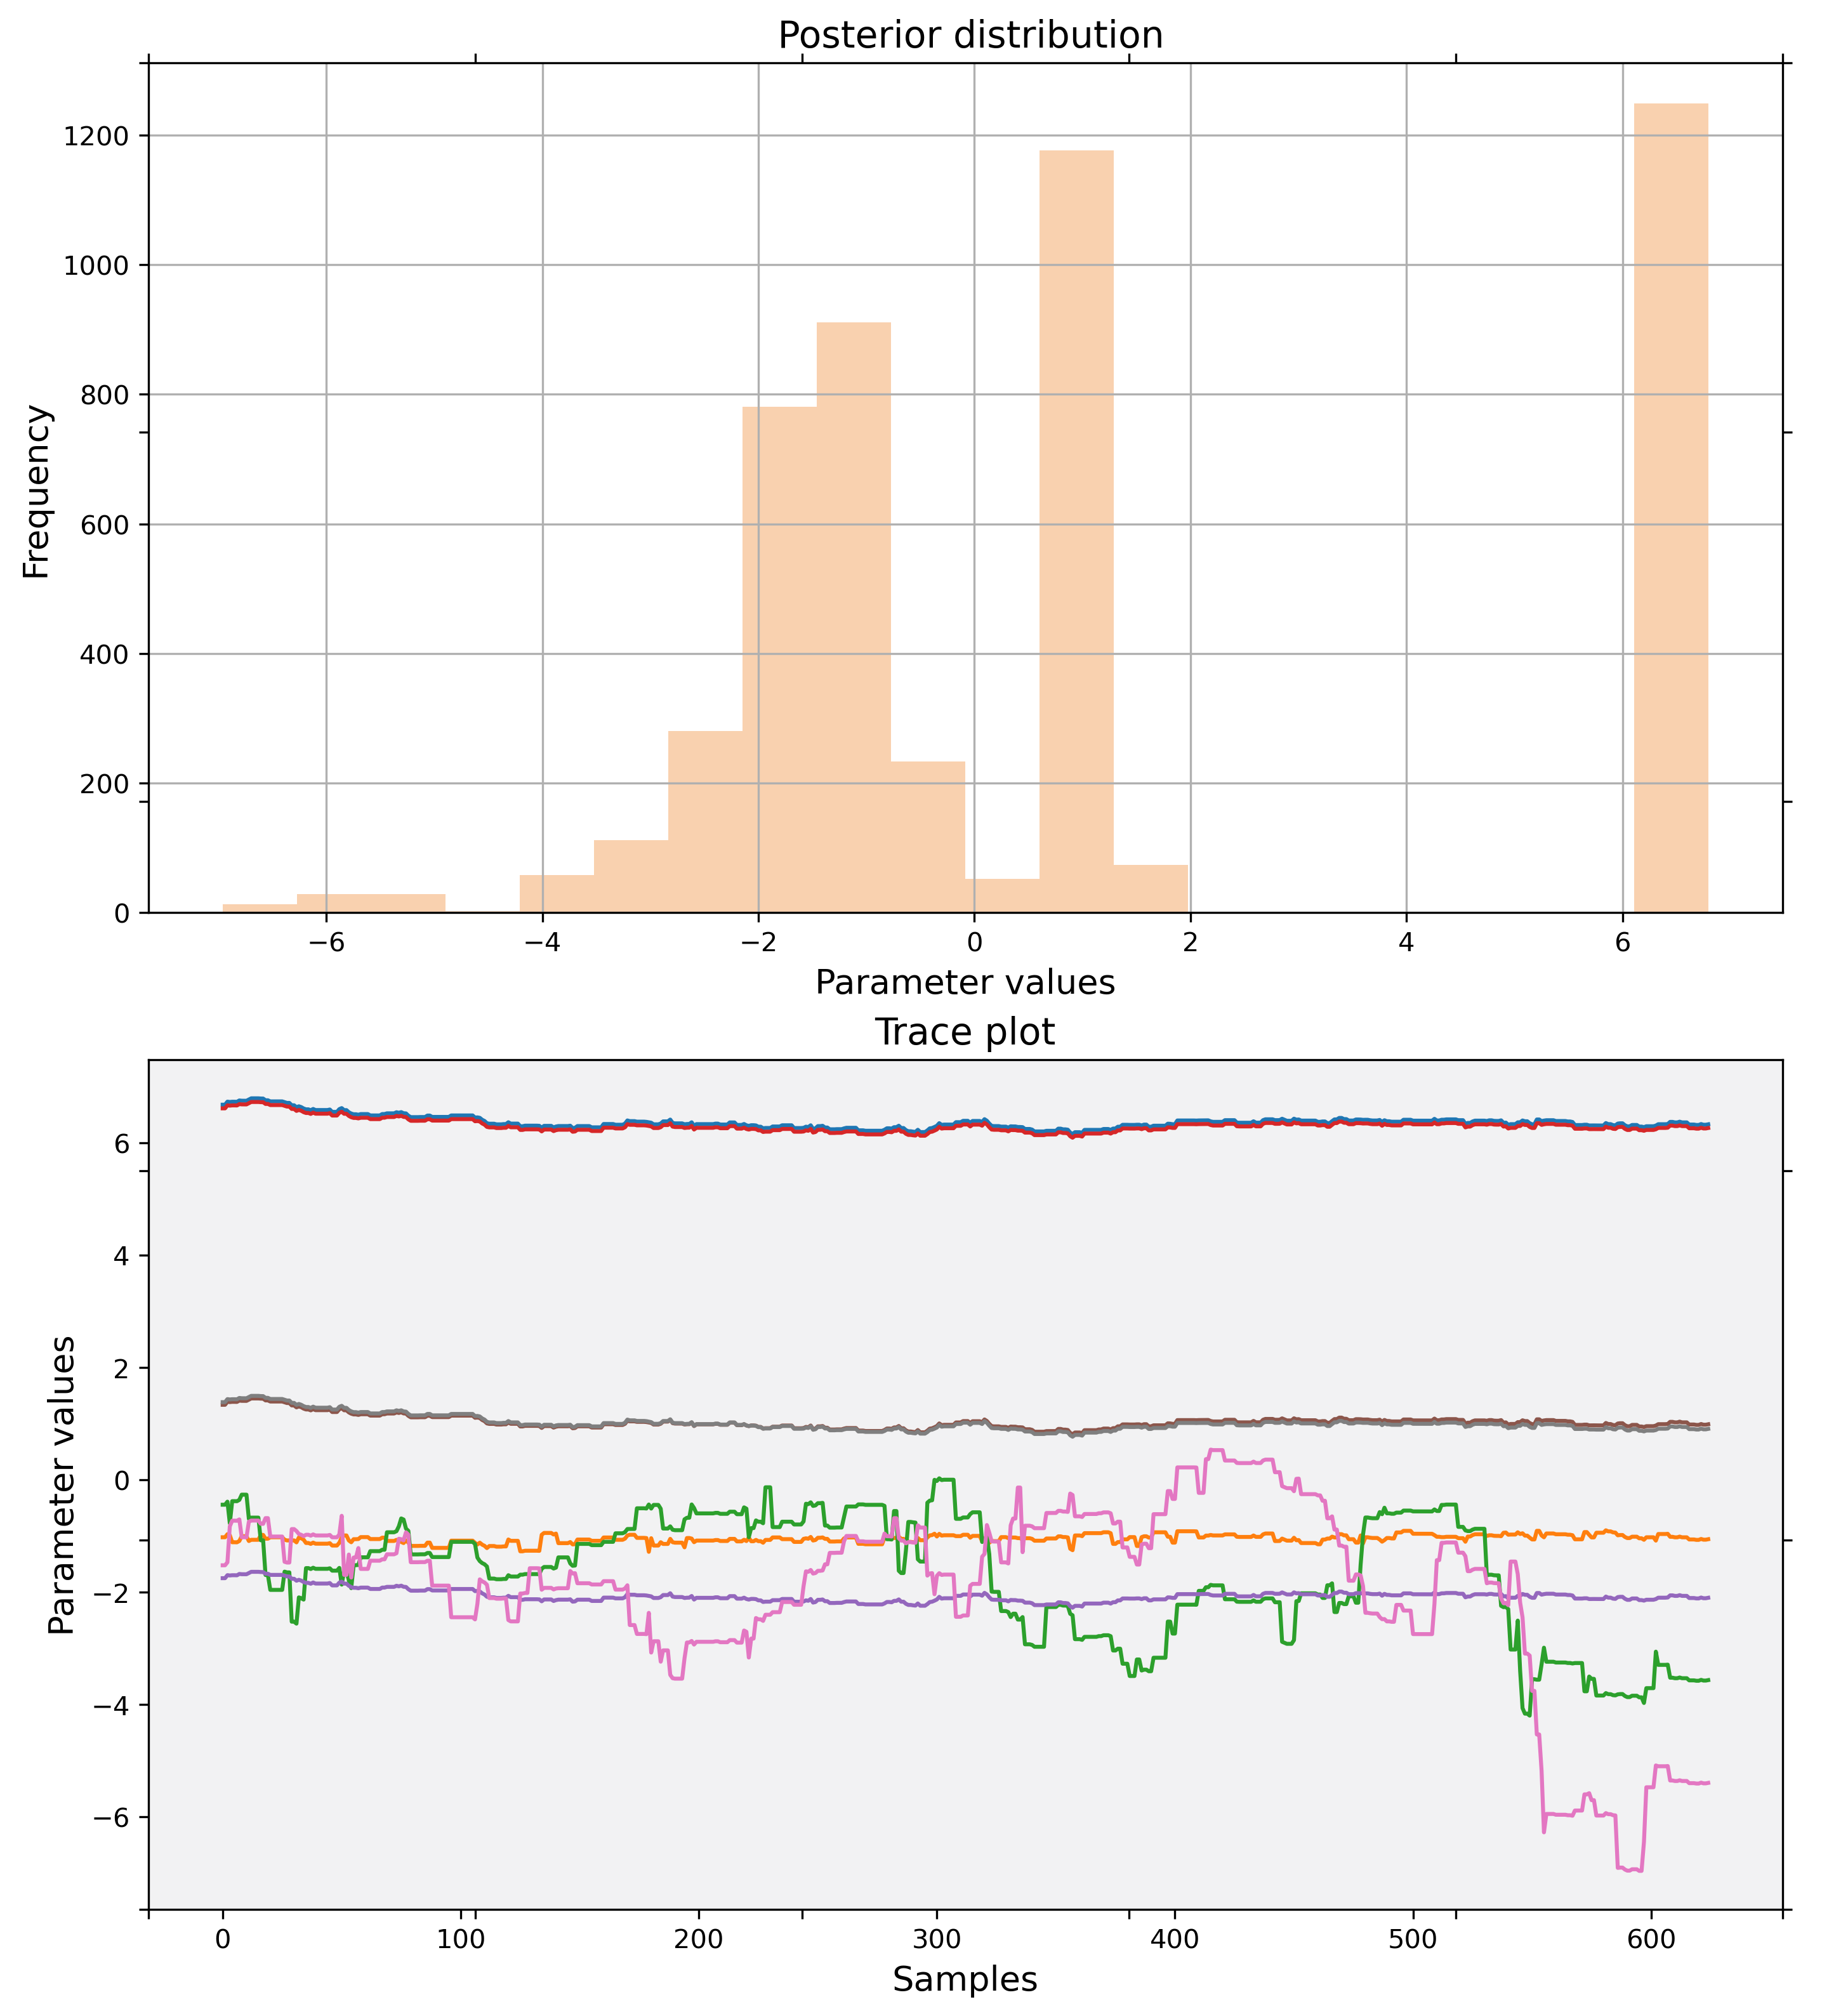 Posterior distribution
1200
1000
800
600
400
200
0
Frequency
−6 −4 −2 0 2 4 6
Parameter values
Trace plot
6
4
2
0
−2
−4
−6
Parameter values
0 100 200 300 400 500 600
Samples